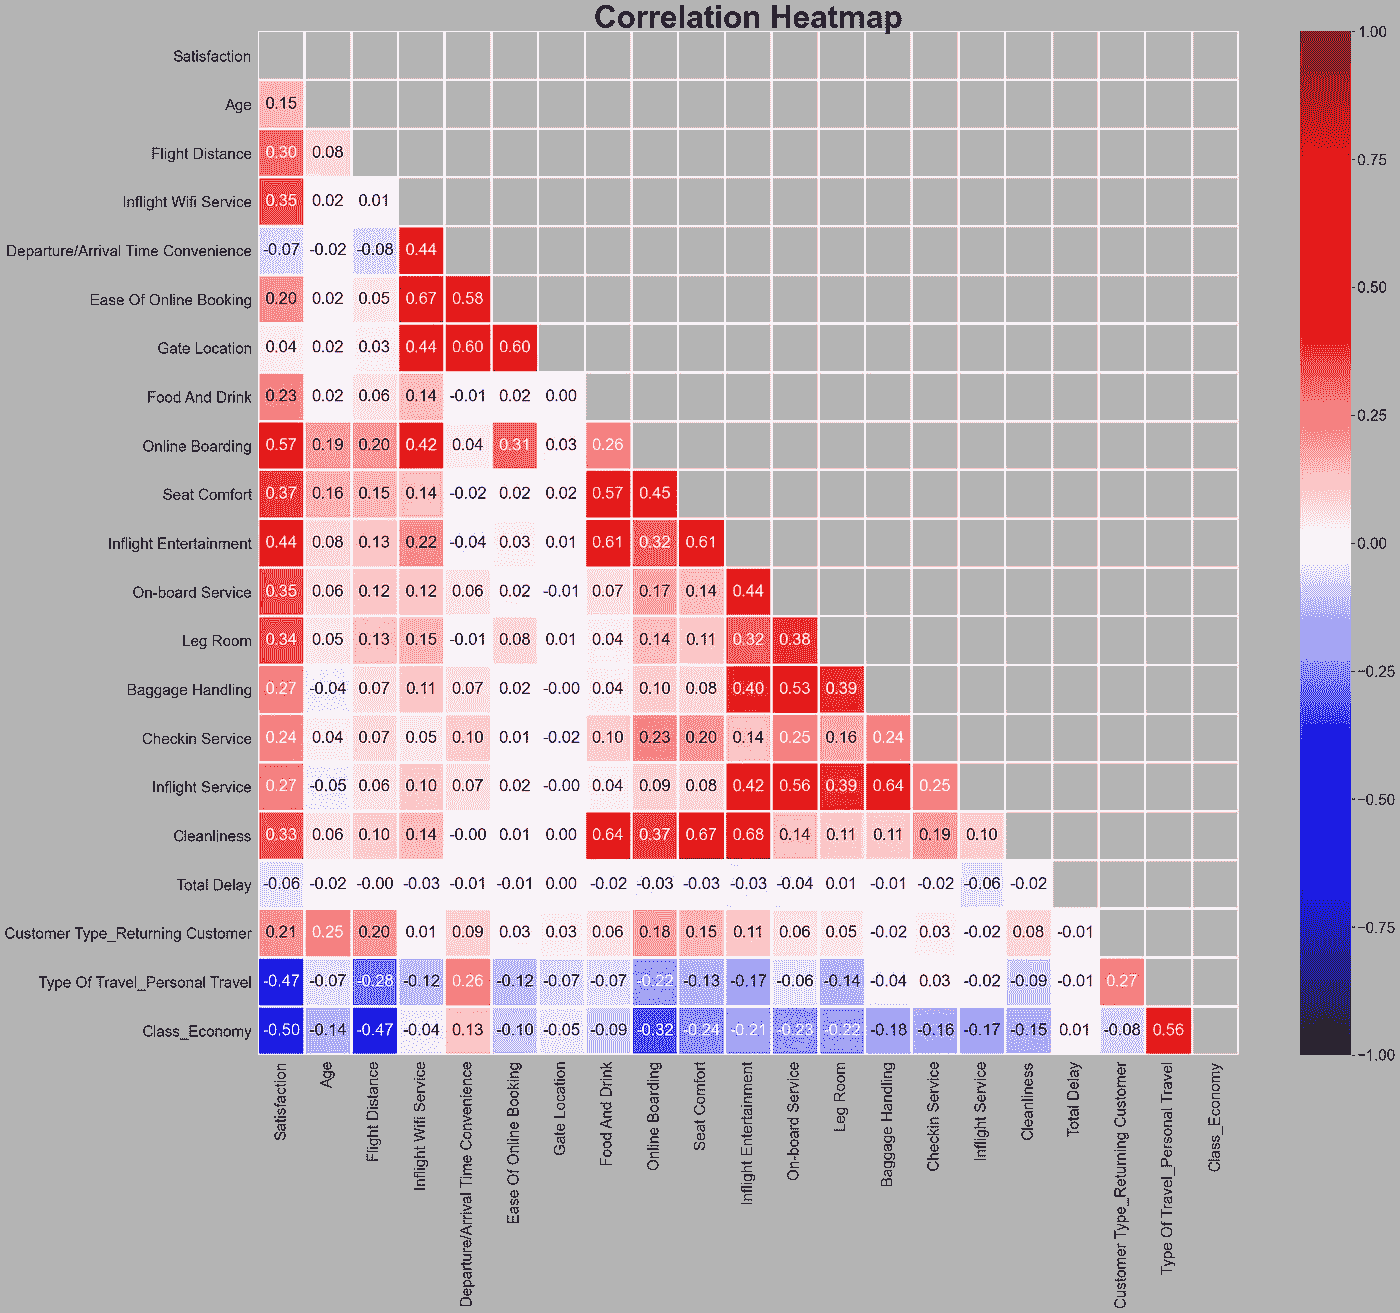 Correlation Heatmap
Satisfaction
Age 0.15
Flight Distance 0.30 0.08
Inflight Wifi Service 0.35 0.02 0.01
Departure/Arrival Time Convenience -0.07 -0.02 -0.08 0.44
Ease Of Online Booking 0.20 0.02 0.05 0.67 0.58
Gate Location 0.04 0.02 0.03 0.44 0.60 0.60
Food And Drink 0.23 0.02 0.06 0.14 -0.01 0.02 0.00
Online Boarding 0.57 0.19 0.20 0.42 0.04 0.31 0.03 0.26
Seat Comfort 0.37 0.16 0.15 0.14 -0.02 0.02 0.02 0.57 0.45
Inflight Entertainment 0.44 0.08 0.13 0.22 -0.04 0.03 0.01 0.61 0.32 0.61
On-board Service 0.35 0.06 0.12 0.12 0.06 0.02 -0.01 0.07 0.17 0.14 0.44
Leg Room 0.34 0.05 0.13 0.15 -0.01 0.08 0.01 0.04 0.14 0.11 0.32 0.38
Baggage Handling 0.27 -0.04 0.07 0.11 0.07 0.02 -0.00 0.04 0.10 0.08 0.40 0.53 0.39
Checkin Service 0.24 0.04 0.07 0.05 0.10 0.01 -0.02 0.10 0.23 0.20 0.14 0.25 0.16 0.24
Inflight Service 0.27 -0.05 0.06 0.10 0.07 0.02 -0.00 0.04 0.09 0.08 0.42 0.56 0.39 0.64 0.25
Cleanliness 0.33 0.06 0.10 0.14 -0.00 0.01 0.00 0.64 0.37 0.67 0.68 0.14 0.11 0.11 0.19 0.10
Total Delay -0.06 -0.02 -0.00 -0.03 -0.01 -0.01 0.00 -0.02 -0.03 -0.03 -0.03 -0.04 0.01 -0.01 -0.02 -0.06 -0.02
Customer Type_Returning Customer 0.21 0.25 0.20 0.01 0.09 0.03 0.03 0.06 0.18 0.15 0.11 0.06 0.05 -0.02 0.03 -0.02 0.08 -0.01
Type Of Travel_Personal Travel -0.47 -0.07 -0.28 -0.12 0.26 -0.12 -0.07 -0.07 -0.22 -0.13 -0.17 -0.06 -0.14 -0.04 0.03 -0.02 -0.09 -0.01 0.27
Class_Economy -0.50 -0.14 -0.47 -0.04 0.13 -0.10 -0.05 -0.09 -0.32 -0.24 -0.21 -0.23 -0.22 -0.18 -0.16 -0.17 -0.15 0.01 -0.08 0.56
Satisfaction
Age
Flight Distance
Inflight Wifi Service
Departure/Arrival Time Convenience
Ease Of Online Booking
Gate Location
Food And Drink
Online Boarding
Seat Comfort
Inflight Entertainment
On-board Service
Leg Room
Baggage Handling
Checkin Service
Inflight Service
Cleanliness
Total Delay
Customer Type_Returning Customer
Type Of Travel_Personal Travel
Class_Economy
1.00
0.75
0.50
0.25
0.00
-0.25
-0.50
-0.75
-1.00